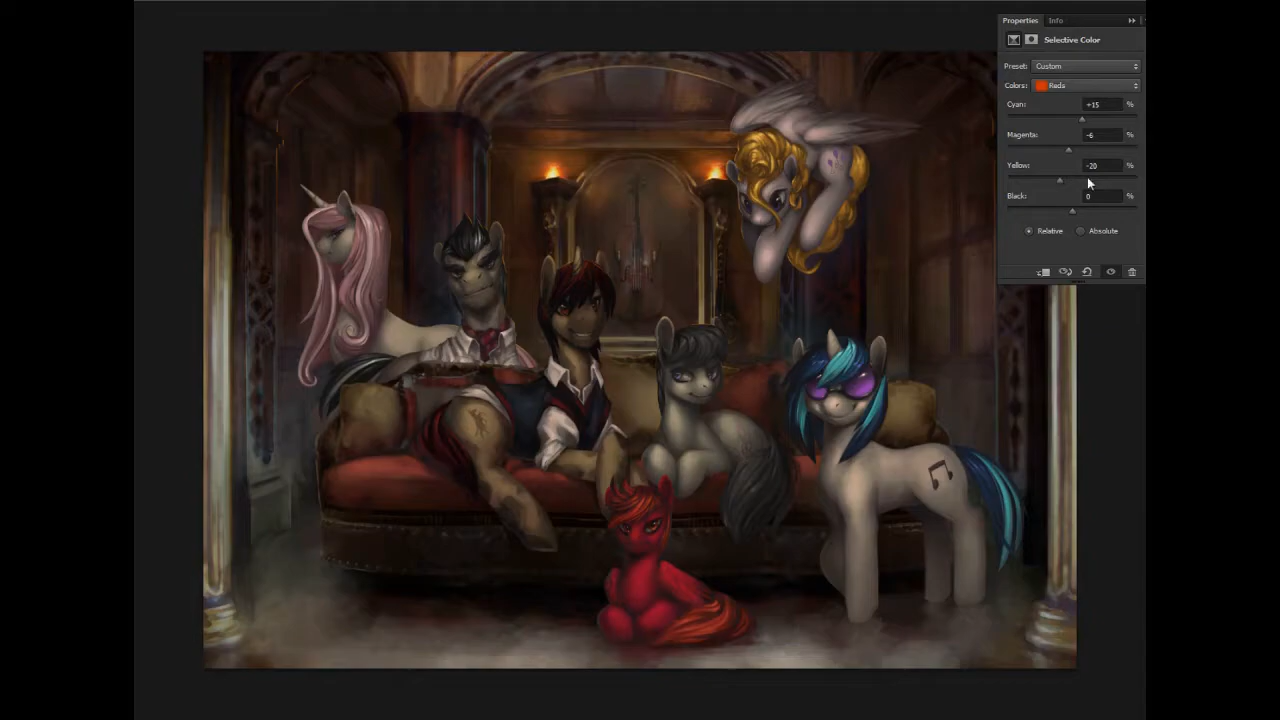 Properties Info
Selective Color
Preset: Custom
Colors: Reds
Cyan: +15 %
Magenta: -6 %
Yellow: -20 %
Black: 0 %
Relative Absolute